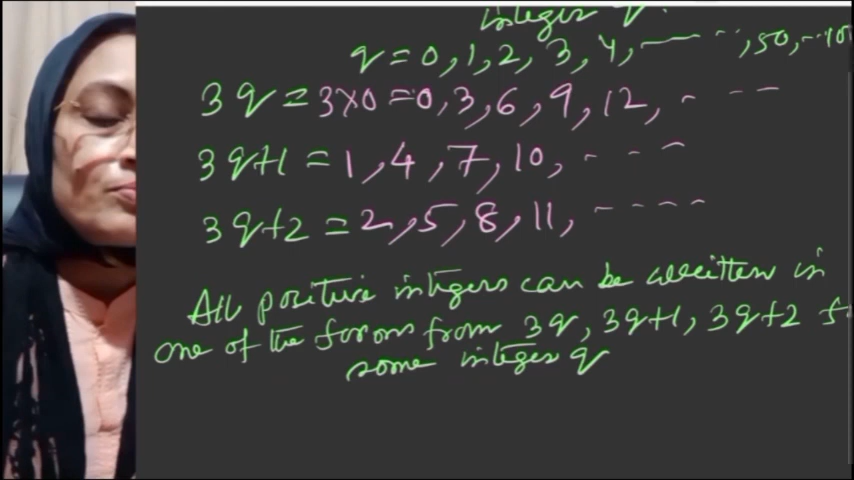 integer q.
q = 0, 1, 2, 3, 4, — - -, 50, - -10
3q = 3×0 = 0, 3, 6, 9, 12, - - -
3q+1 = 1, 4, 7, 10, - - - -
3q+2 = 2, 5, 8, 11, - - - - -
All positive integers can be written in
one of the forms from 3q, 3q+1, 3q+2 f
some integer q